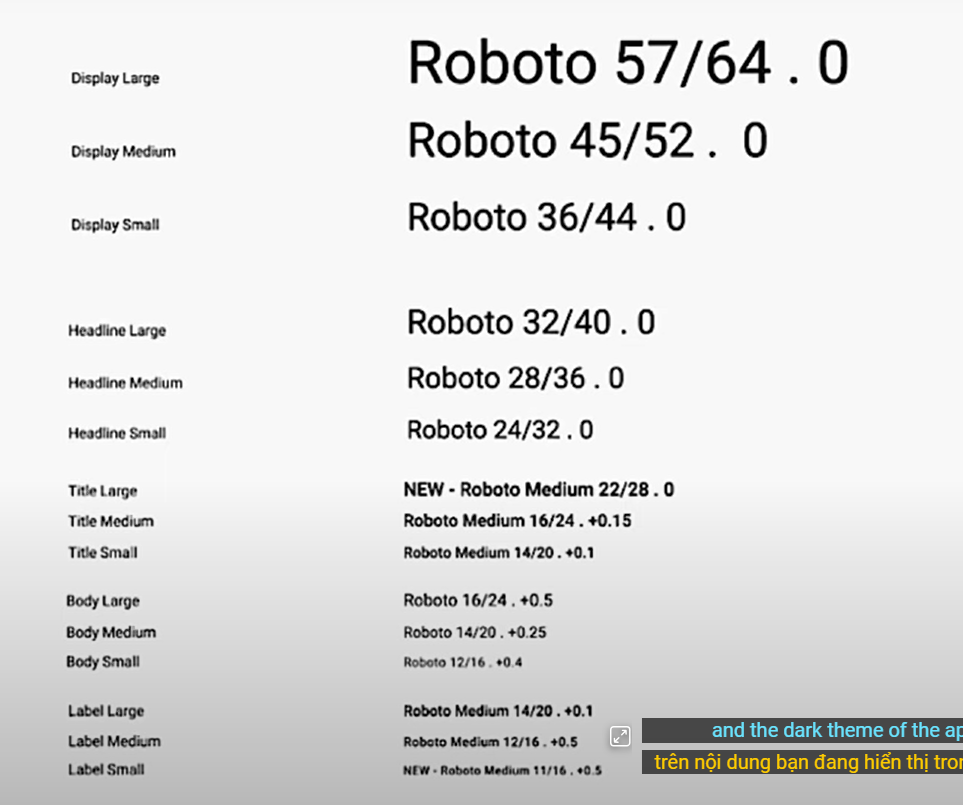 Display Large Roboto 57/64 . 0
Display Medium Roboto 45/52 . 0
Display Small Roboto 36/44 . 0
Headline Large Roboto 32/40 . 0
Headline Medium Roboto 28/36 . 0
Headline Small Roboto 24/32 . 0
Title Large NEW - Roboto Medium 22/28 . 0
Title Medium Roboto Medium 16/24 . +0.15
Title Small Roboto Medium 14/20 . +0.1
Body Large Roboto 16/24 . +0.5
Body Medium Roboto 14/20 . +0.25
Body Small Roboto 12/16 . +0.4
Label Large Roboto Medium 14/20 . +0.1
Label Medium Roboto Medium 12/16 . +0.5
Label Small NEW - Roboto Medium 11/16 . +0.5
and the dark theme of the
trên nội dung bạn đang hiển thị